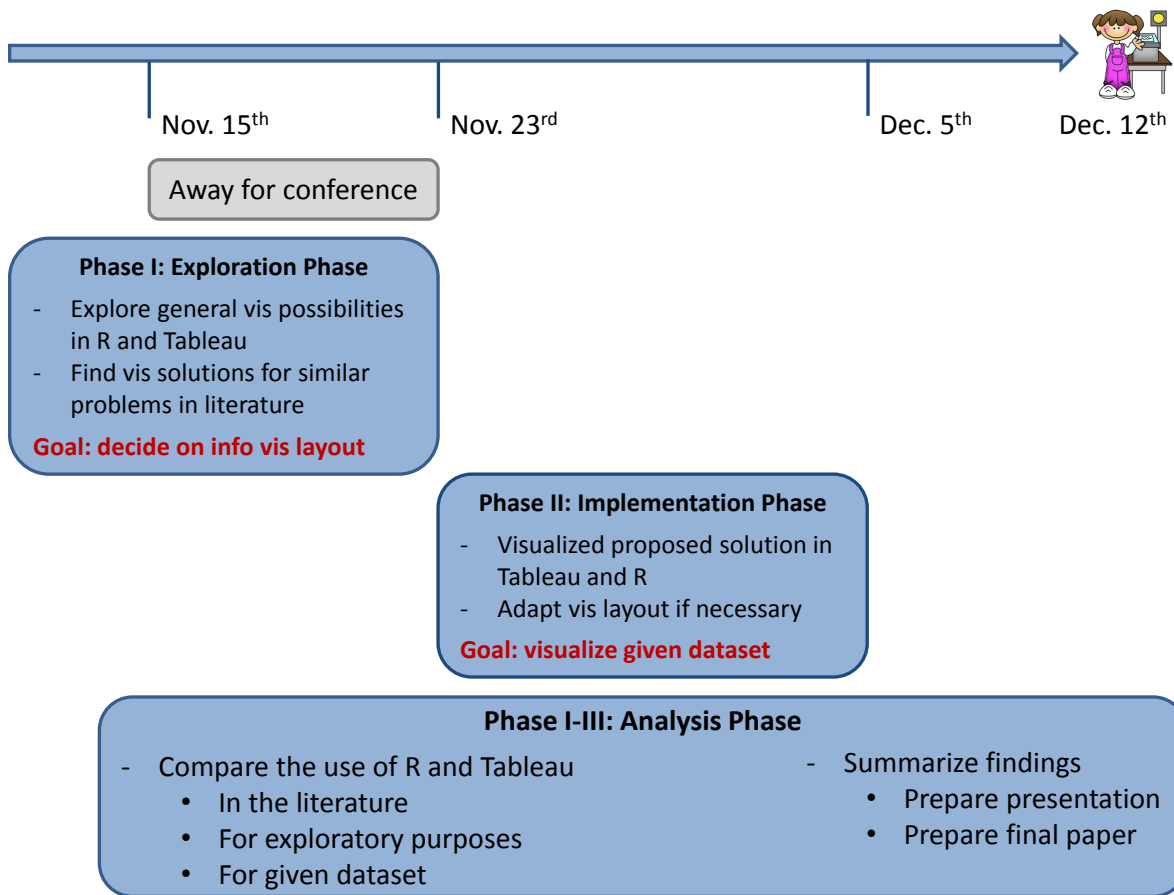 Nov. 15th
Nov. 23rd
Dec. 5th
Dec. 12th
Away for conference
Phase I: Exploration Phase
- Explore general vis possibilities
in R and Tableau
- Find vis solutions for similar
problems in literature
Goal: decide on info vis layout
Phase II: Implementation Phase
- Visualized proposed solution in
Tableau and R
- Adapt vis layout if necessary
Goal: visualize given dataset
Phase I-III: Analysis Phase
- Compare the use of R and Tableau
• In the literature
• For exploratory purposes
• For given dataset
- Summarize findings
• Prepare presentation
• Prepare final paper